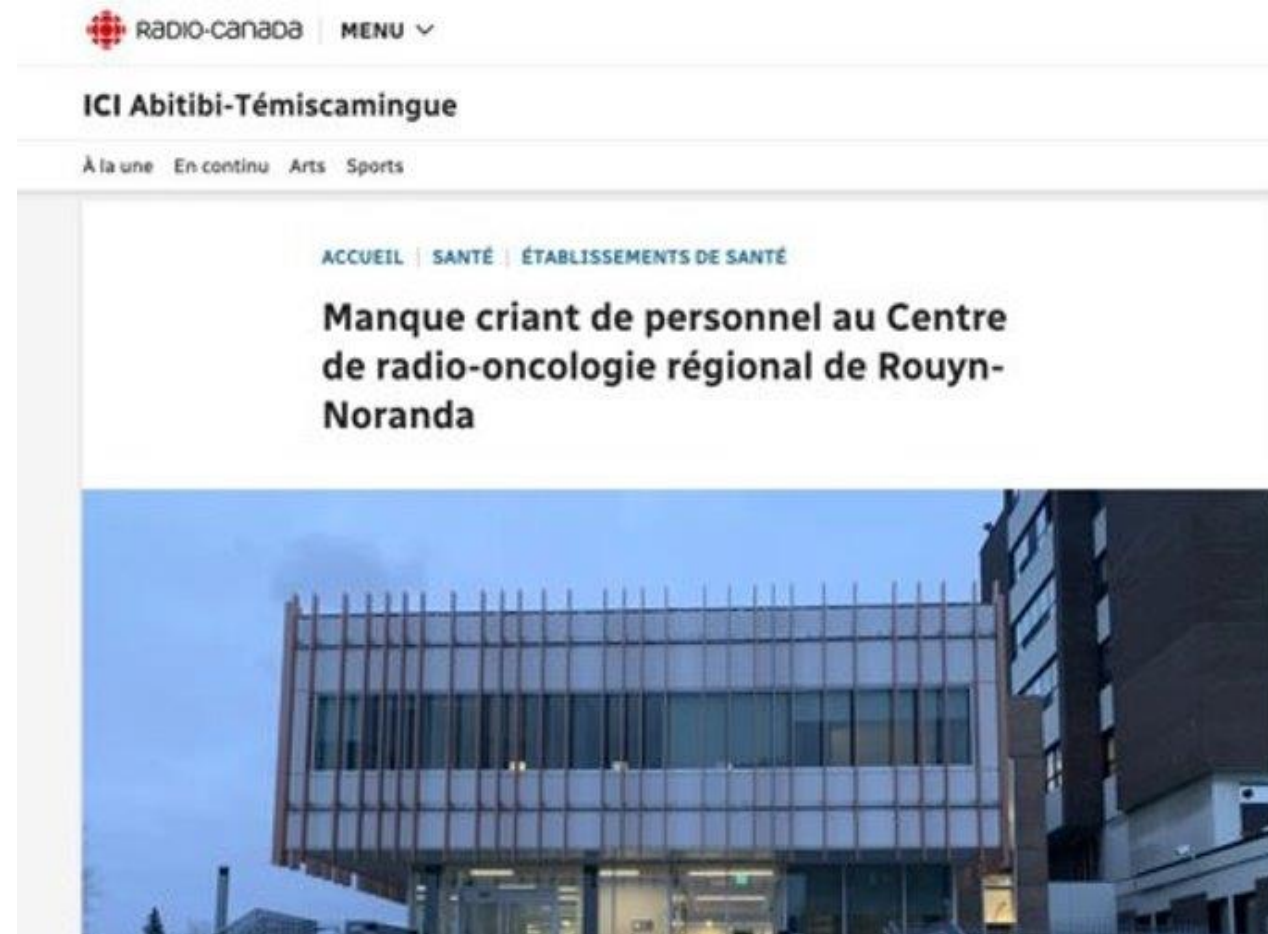 RADIO-CANADA MENU
ICI Abitibi-Témiscamingue
À la une En continu Arts Sports
ACCUEIL | SANTÉ | ÉTABLISSEMENTS DE SANTÉ
Manque criant de personnel au Centre
de radio-oncologie régional de Rouyn-
Noranda